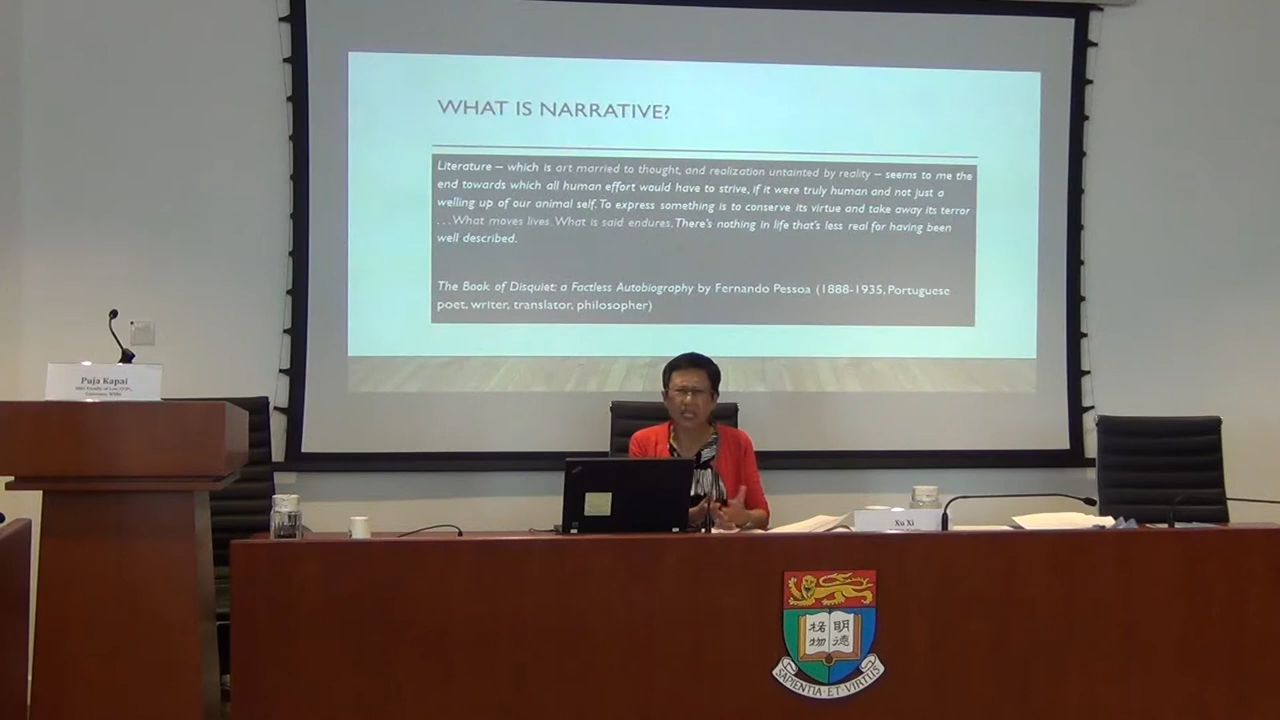 WHAT IS NARRATIVE?
Literature – which is art married to thought, and realization untainted by reality – seems to me the
end towards which all human effort would have to strive, if it were truly human and not just a
welling up of our animal self. To express something is to conserve its virtue and take away its terror
. . . What moves lives. What is said endures. There's nothing in life that's less real for having been
well described.
The Book of Disquiet: a Factless Autobiography by Fernando Pessoa (1888-1935, Portuguese
poet, writer, translator, philosopher)
Puja Kapai
HKU Faculty of Law
Xu Xi
格物
明德
SAPIENTIA·ET·VIRTUS